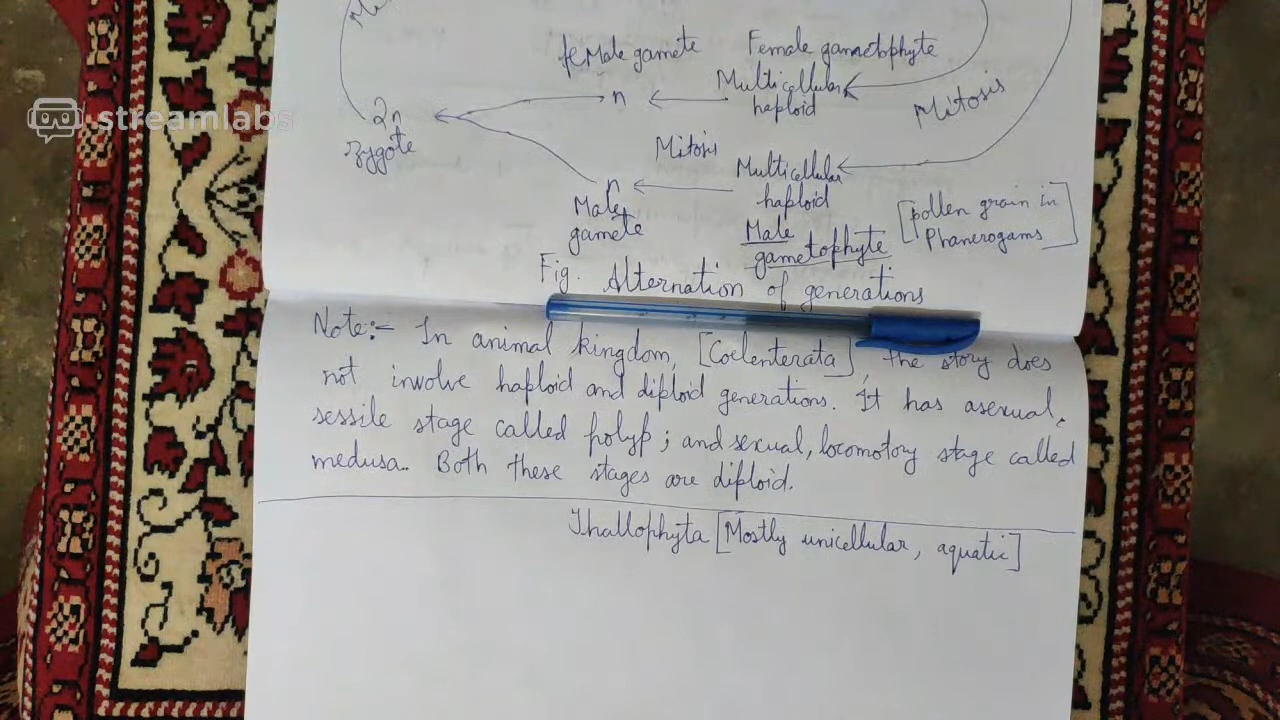 female gamete Female gametophyte
n Multicellular
haploid
Mitosis
2n
zygote
streamlabs
Mitosis
Multicellular
haploid
n
Male
gamete
Male
gametophyte
[pollen grain in
Phanerogams]
Fig. Alternation of generations
Note:- In animal kingdom, [Coelenterata], the story does
not involve haploid and diploid generations. It has asexual,
sessile stage called polyp; and sexual, locomotory stage called
medusa. Both these stages are diploid.
Thallophyta [Mostly unicellular, aquatic]